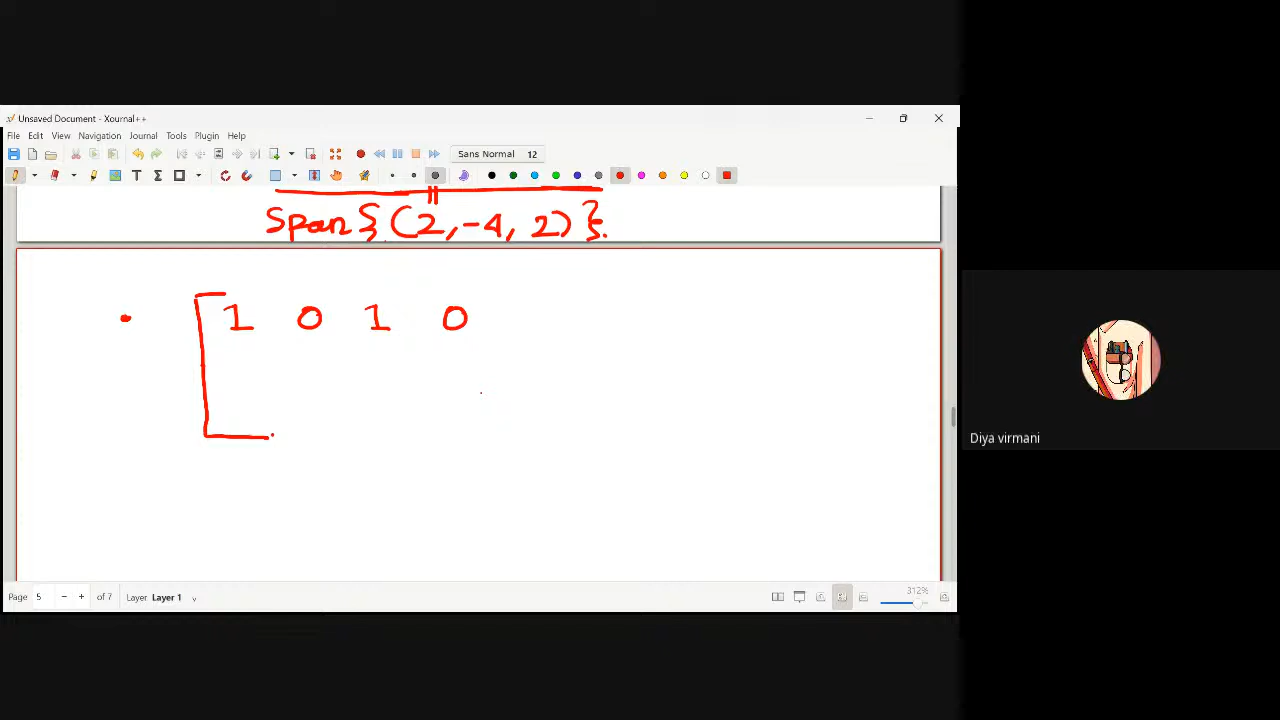 Unsaved Document - Xournal++
File Edit View Navigation Journal Tools Plugin Help
Sans Normal 12
Span{(2,-4, 2)}.
• [1 0 1 0
Diya virmani
Page 5 of 7 Layer Layer 1
312%